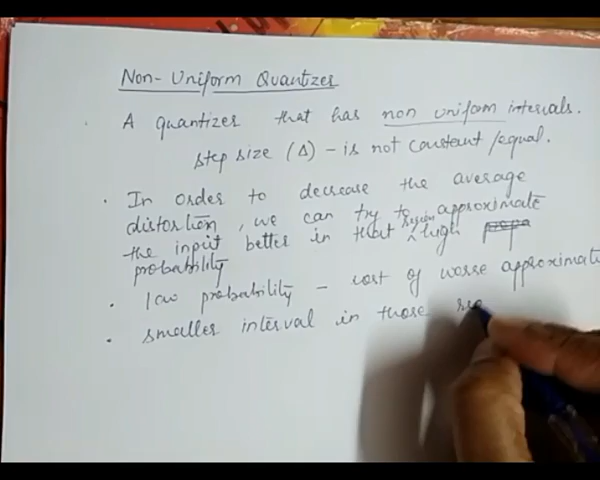 Non-Uniform Quantizer
A quantizer that has non uniform intervals.
step size (Δ) - is not constant/equal.
. In order to decrease the average
distortion, we can try to approximate
the input better in that region high
probability
. low probability - cost of worse approximati
. smaller interval in those